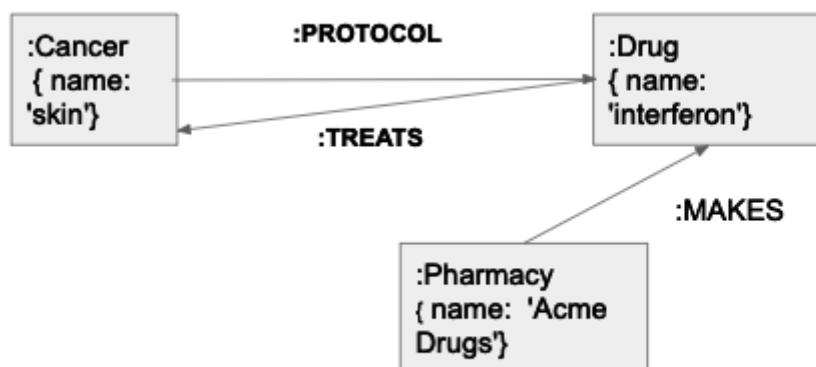 :PROTOCOL
:Cancer
{ name:
'skin'}
:Drug
{ name:
'interferon'}
:TREATS
:MAKES
:Pharmacy
{ name: 'Acme
Drugs'}